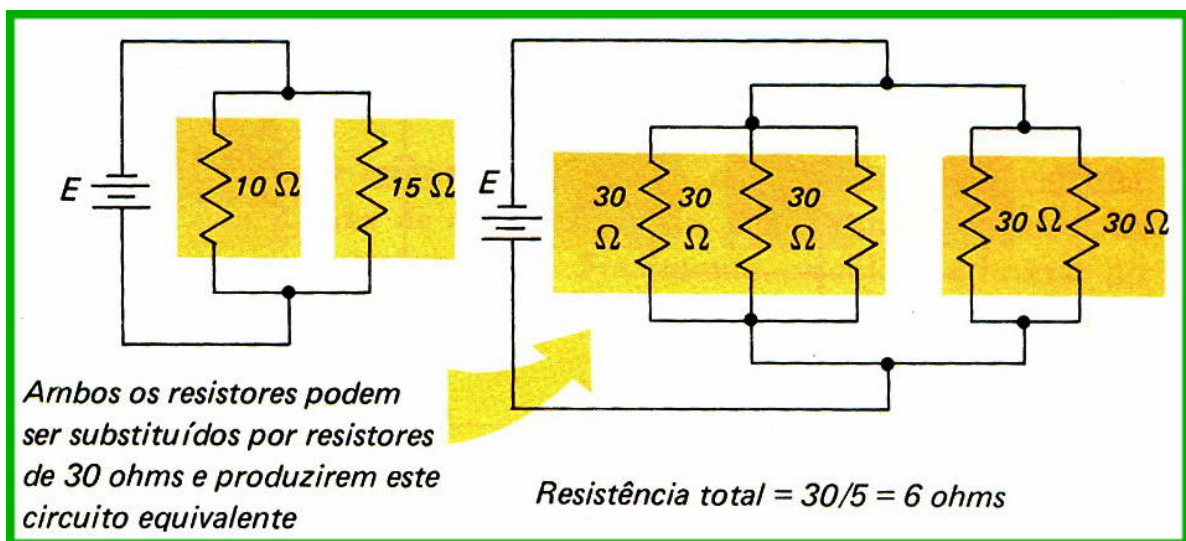 E
10 Ω
15 Ω
E
30
Ω
30
Ω
30
Ω
30 Ω
30 Ω
Ambos os resistores podem
ser substituídos por resistores
de 30 ohms e produzirem este
circuito equivalente
Resistência total = 30/5 = 6 ohms